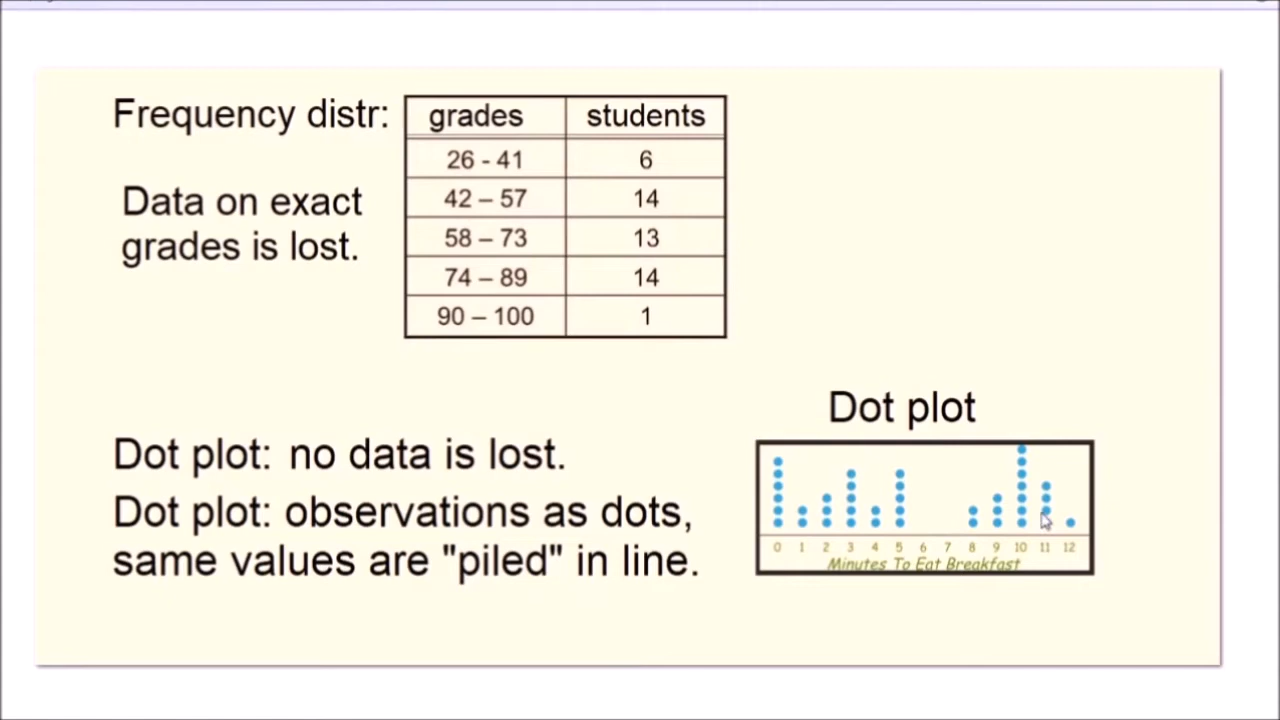 Frequency distr:
grades students
26 - 41 6
Data on exact
42 – 57 14
grades is lost.
58 – 73 13
74 – 89 14
90 – 100 1
Dot plot
Dot plot: no data is lost.
Dot plot: observations as dots,
same values are "piled" in line.
0 1 2 3 4 5 6 7 8 9 10 11 12
Minutes To Eat Breakfast